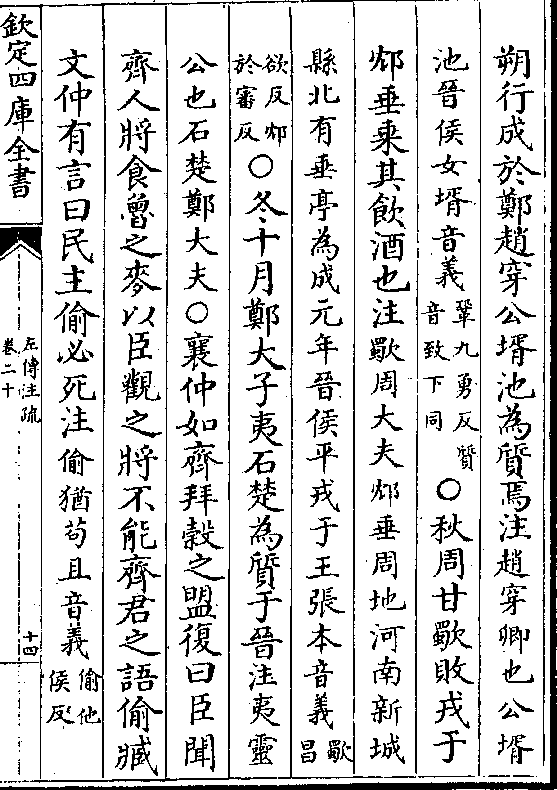 朔行成於鄭趙穿公壻池為質焉注趙穿卿也公壻
池晉侯女壻音義鞏九勇反質音致下同○秋周甘歜敗戎于
邥垂乘其飲酒也注歜周大夫邥垂周地河南新城
縣北有垂亭為成元年晉侯平戎于王張本音義歜昌
欲反邥於審反○冬十月鄭大子夷石楚為質于晉注夷靈
公也石楚鄭大夫○襄仲如齊拜穀之盟復曰臣聞
齊人將食魯之麥以臣觀之將不能齊君之語偷臧
文仲有言曰民主偷必死注偷猶苟且音義偷他侯反
欽定四庫全書
左傳注疏
卷二十
十四